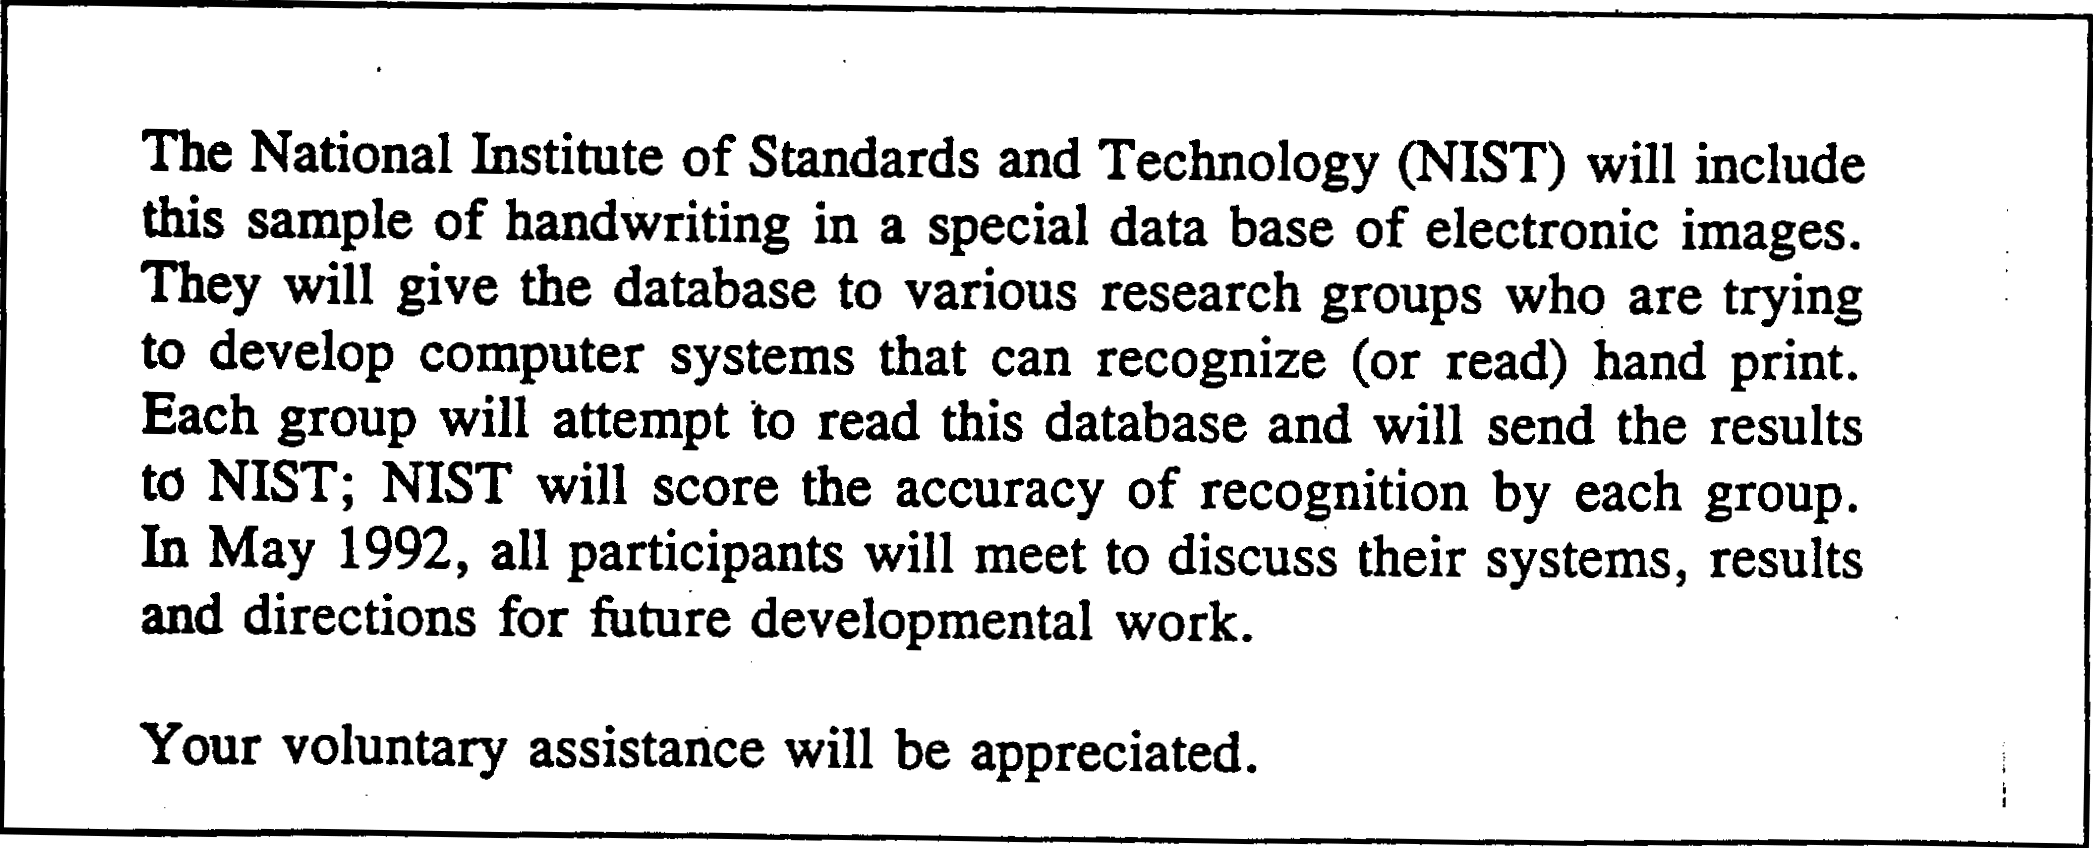 The National Institute of Standards and Technology (NIST) will include
this sample of handwriting in a special data base of electronic images.
They will give the database to various research groups who are trying
to develop computer systems that can recognize (or read) hand print.
Each group will attempt to read this database and will send the results
to NIST; NIST will score the accuracy of recognition by each group.
In May 1992, all participants will meet to discuss their systems, results
and directions for future developmental work.
Your voluntary assistance will be appreciated.